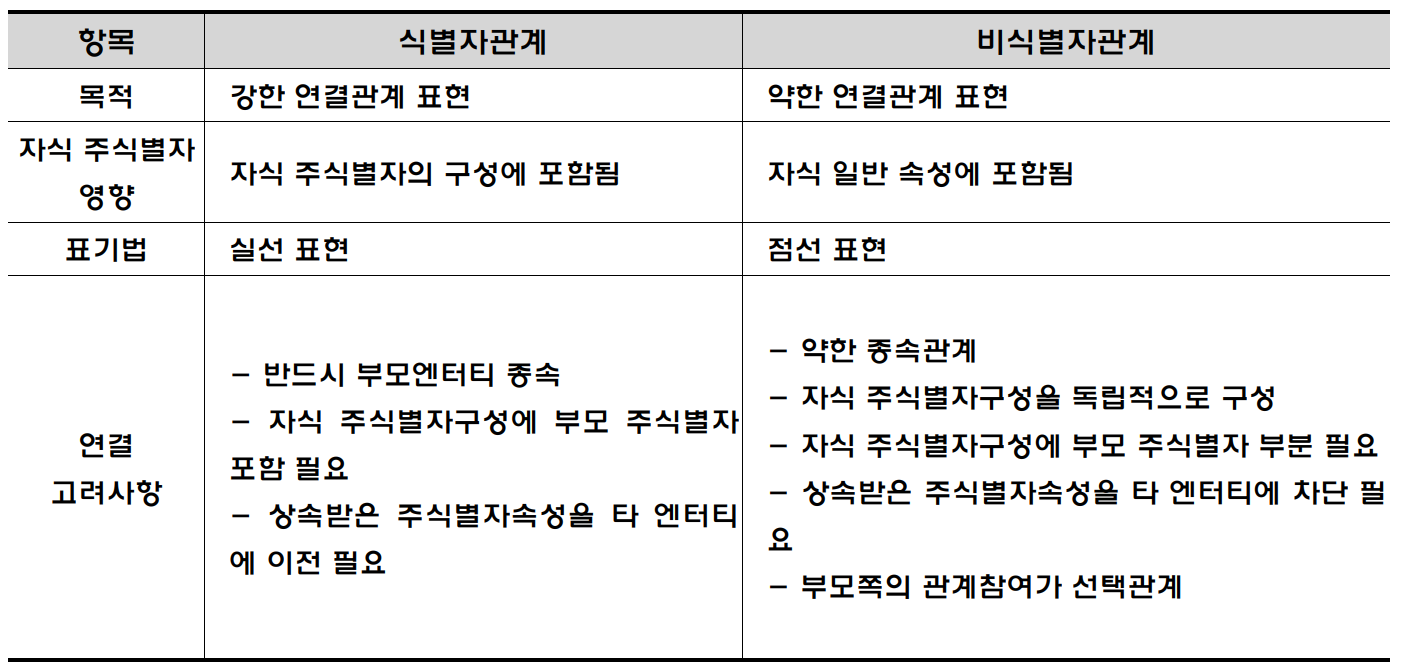 항목
식별자관계
비식별자관계
목적
강한 연결관계 표현
약한 연결관계 표현
자식 주식별자
영향
자식 주식별자의 구성에 포함됨
자식 일반 속성에 포함됨
표기법
실선 표현
점선 표현
연결
고려사항
– 반드시 부모엔터티 종속
– 자식 주식별자구성에 부모 주식별자
포함 필요
– 상속받은 주식별자속성을 타 엔터티
에 이전 필요
– 약한 종속관계
– 자식 주식별자구성을 독립적으로 구성
– 자식 주식별자구성에 부모 주식별자 부분 필요
– 상속받은 주식별자속성을 타 엔터티에 차단 필
요
– 부모쪽의 관계참여가 선택관계